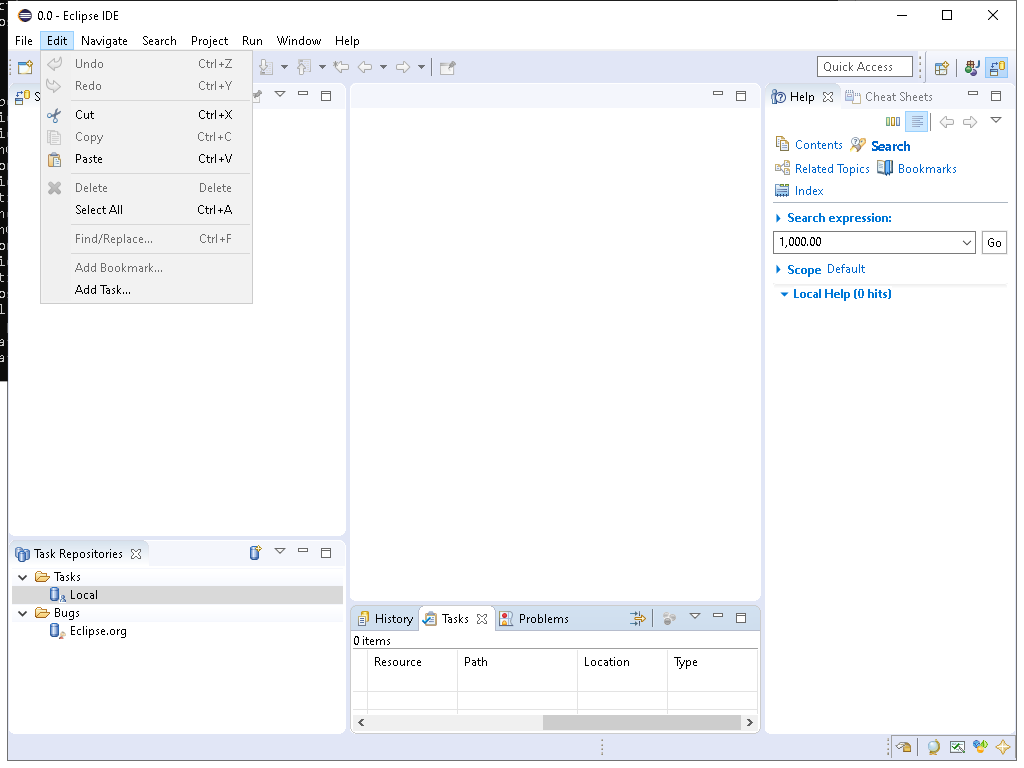 0.0 - Eclipse IDE
File Edit Navigate Search Project Run Window Help
Undo Ctrl+Z
Redo Ctrl+Y
Cut Ctrl+X
Copy Ctrl+C
Paste Ctrl+V
Delete Delete
Select All Ctrl+A
Find/Replace... Ctrl+F
Add Bookmark...
Add Task...
Quick Access
Help Cheat Sheets
Contents Search
Related Topics Bookmarks
Index
Search expression:
1,000.00 Go
Scope Default
Local Help (0 hits)
Task Repositories
Tasks
Local
Bugs
Eclipse.org
History Tasks Problems
0 items
Resource Path Location Type